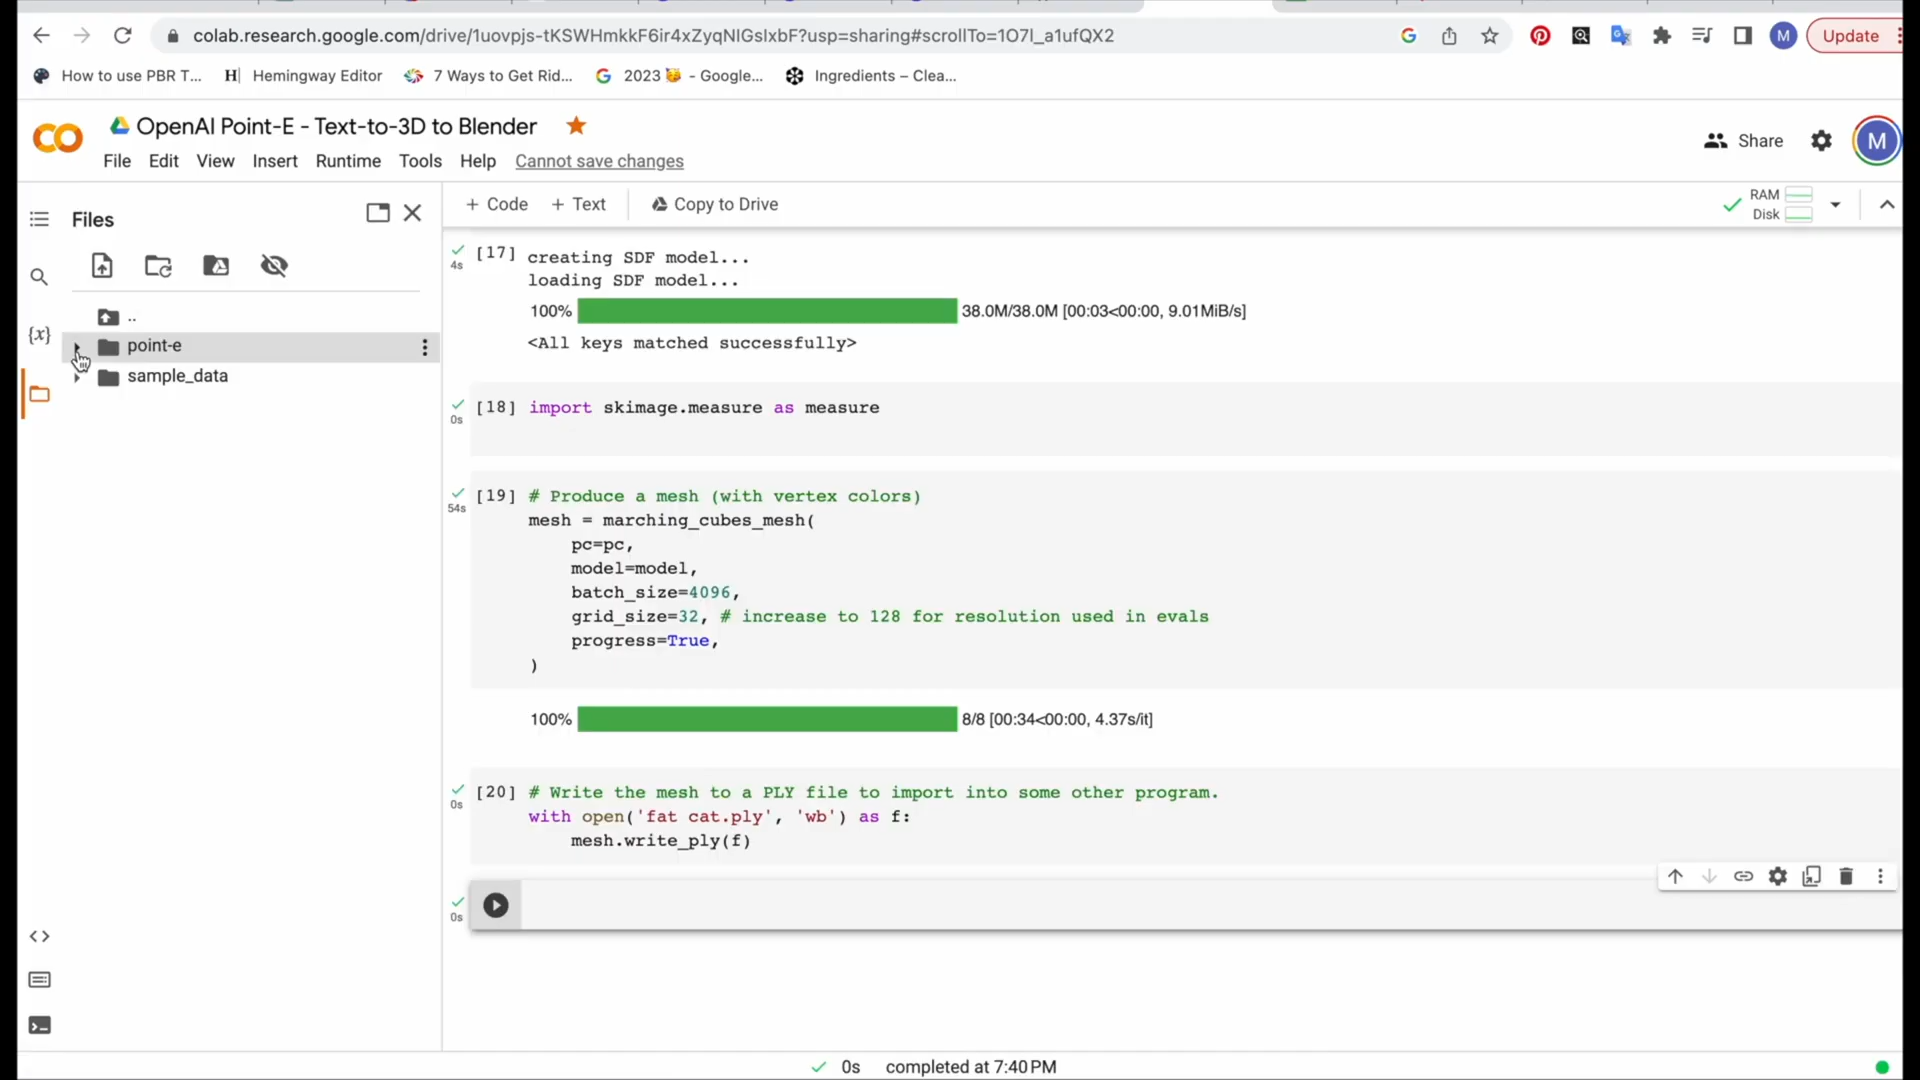 colab.research.google.com/drive/1uovpjs-tKSWHmkkF6ir4xZyqNIGsIxbF?usp=sharing#scrollTo=1O7I_a1ufQX2
M
Update
How to use PBR T...
H Hemingway Editor
7 Ways to Get Rid...
2023 🥳 - Google...
Ingredients – Clea...
OpenAI Point-E - Text-to-3D to Blender
File Edit View Insert Runtime Tools Help Cannot save changes
Share
M
Files
+ Code + Text
Copy to Drive
RAM
Disk
..
point-e
sample_data
{x}
4s
[17] creating SDF model...
loading SDF model...
100% 38.0M/38.0M [00:03<00:00, 9.01MiB/s]
<All keys matched successfully>
0s
[18] import skimage.measure as measure
54s
[19] # Produce a mesh (with vertex colors)
mesh = marching_cubes_mesh(
pc=pc,
model=model,
batch_size=4096,
grid_size=32, # increase to 128 for resolution used in evals
progress=True,
)
100% 8/8 [00:34<00:00, 4.37s/it]
0s
[20] # Write the mesh to a PLY file to import into some other program.
with open('fat cat.ply', 'wb') as f:
mesh.write_ply(f)
0s
0s completed at 7:40 PM